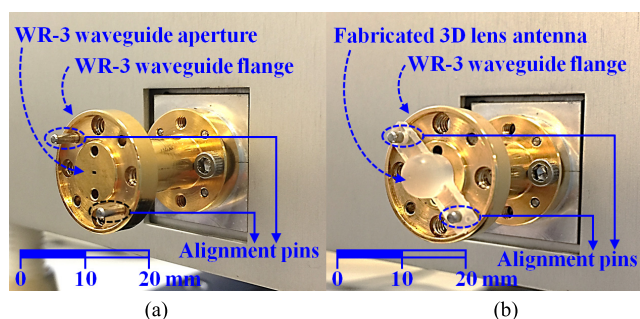 WR-3 waveguide aperture
WR-3 waveguide flange
Alignment pins
0 10 20 mm
(a)
Fabricated 3D lens antenna
WR-3 waveguide flange
Alignment pins
0 10 20 mm
(b)